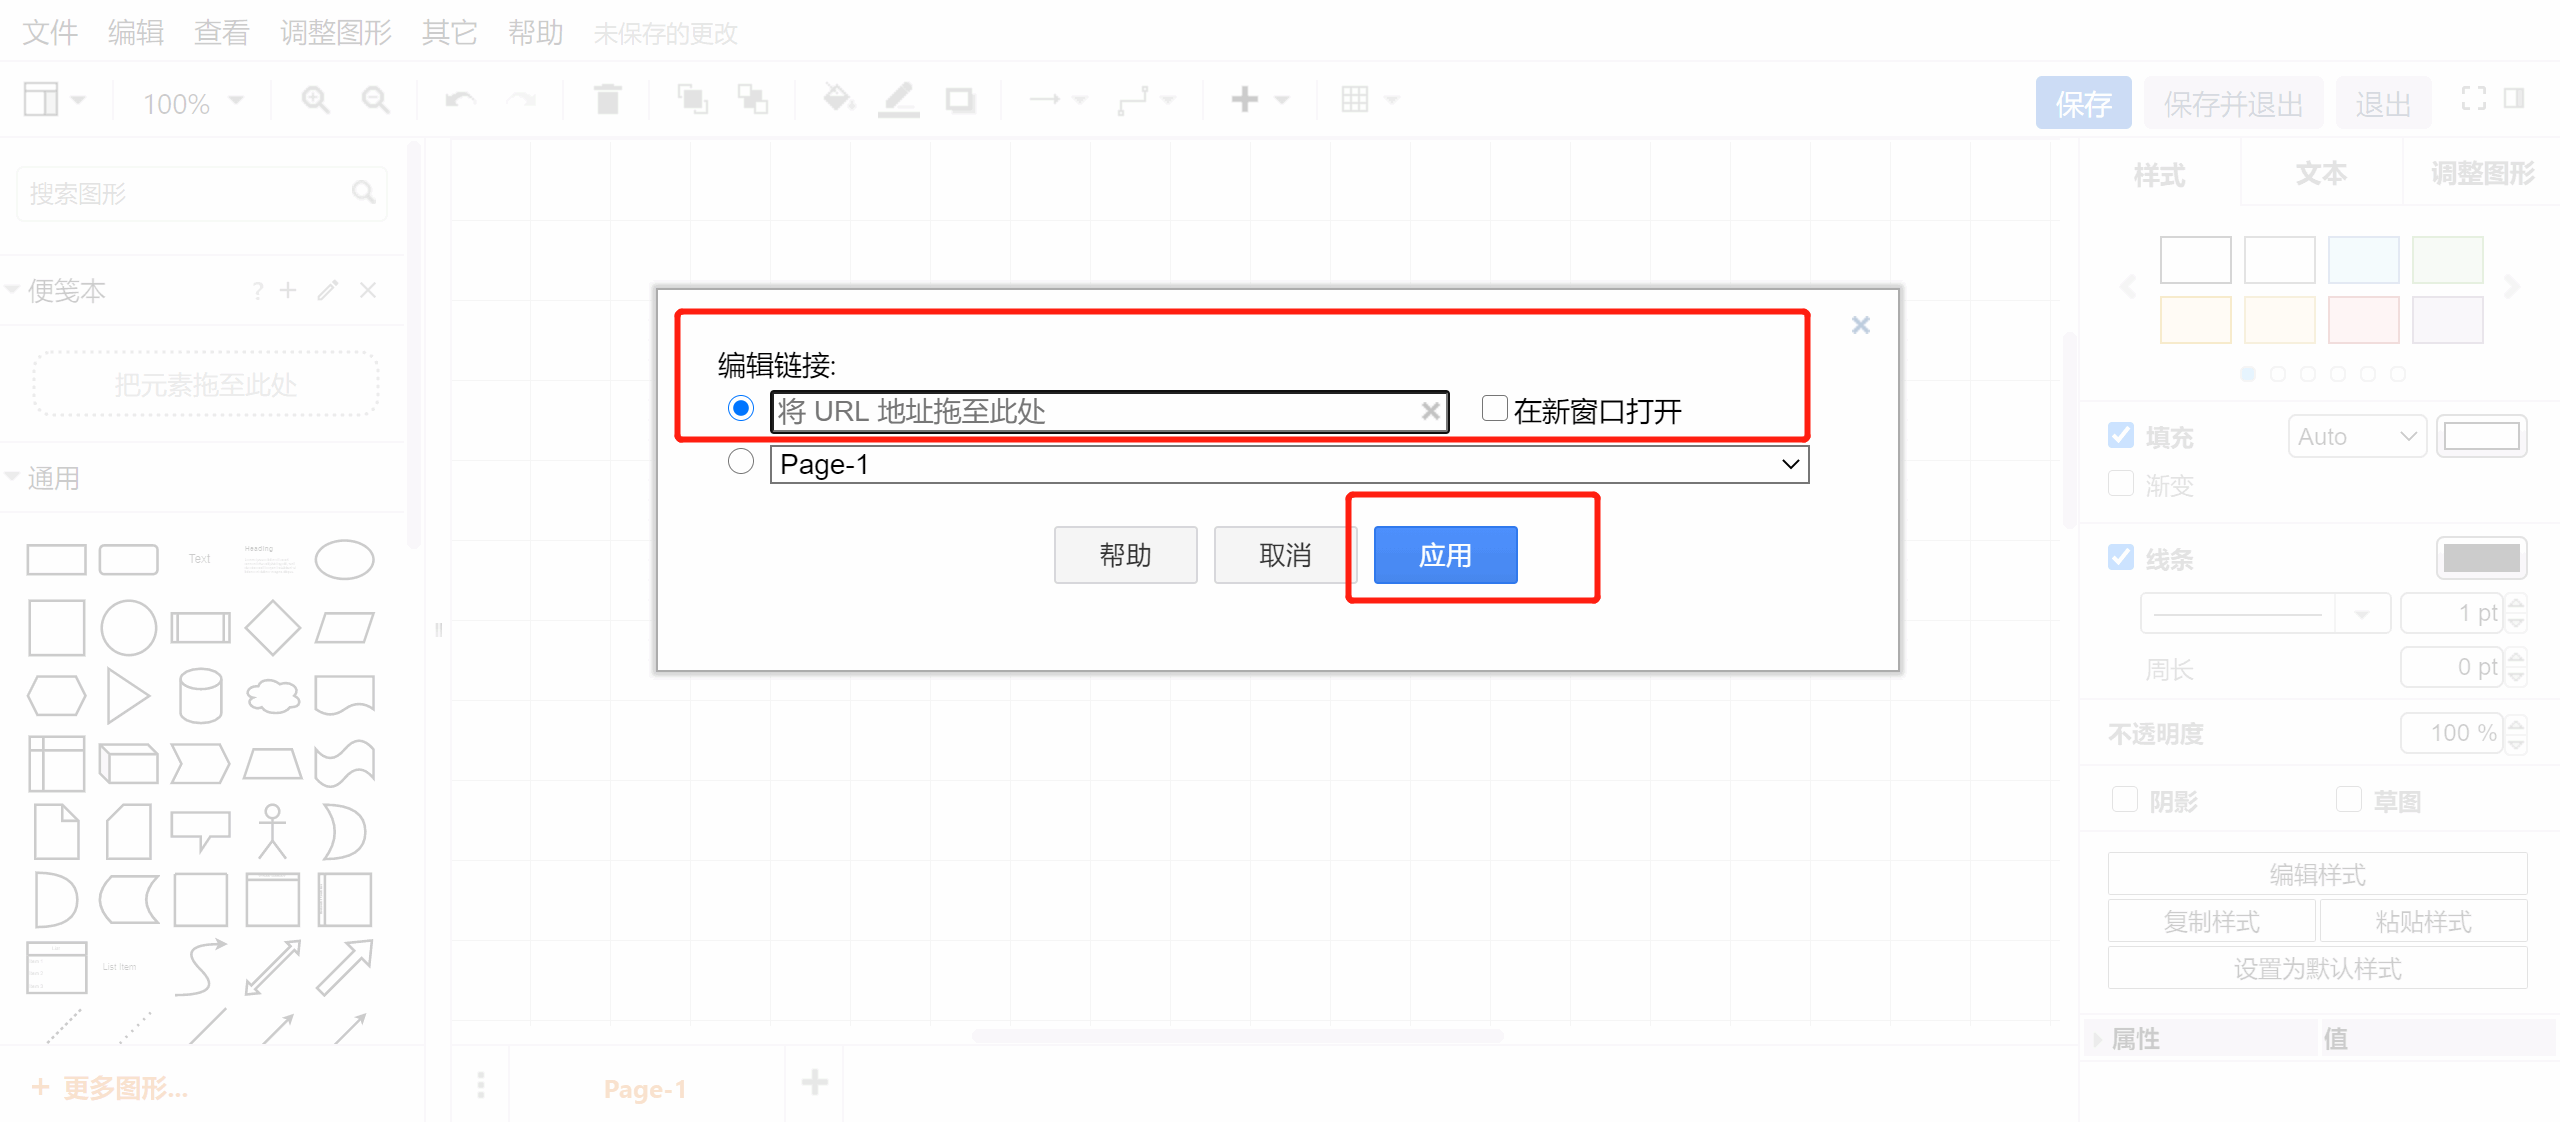 文件 编辑 查看 调整图形 其它 帮助 未保存的更改
100%
保存 保存并退出 退出
搜索图形
样式 文本 调整图形
便笺本 ?
把元素拖至此处
编辑链接:
将 URL 地址拖至此处
在新窗口打开
Page-1
帮助 取消 应用
通用
Text
Heading
List Item
填充 Auto
渐变
线条
1 pt
周长 0 pt
不透明度 100 %
阴影 草图
编辑样式
复制样式 粘贴样式
设置为默认样式
属性 值
+ 更多图形...
Page-1